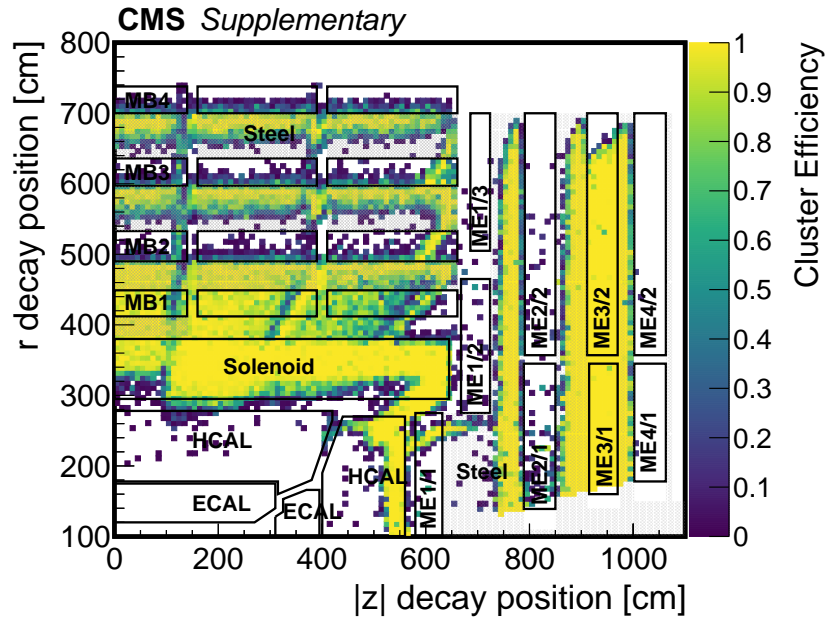 CMS Supplementary
r decay position [cm]
800
700
600
500
400
300
200
100
MB4
Steel
MB3
MB2
MB1
Solenoid
HCAL
ECAL
ECAL
HCAL
ME1/1
Steel
ME1/3
ME1/2
ME2/2
ME2/1
ME3/2
ME3/1
ME4/2
ME4/1
0 200 400 600 800 1000
|z| decay position [cm]
1
0.9
0.8
0.7
0.6
0.5
0.4
0.3
0.2
0.1
0
Cluster Efficiency